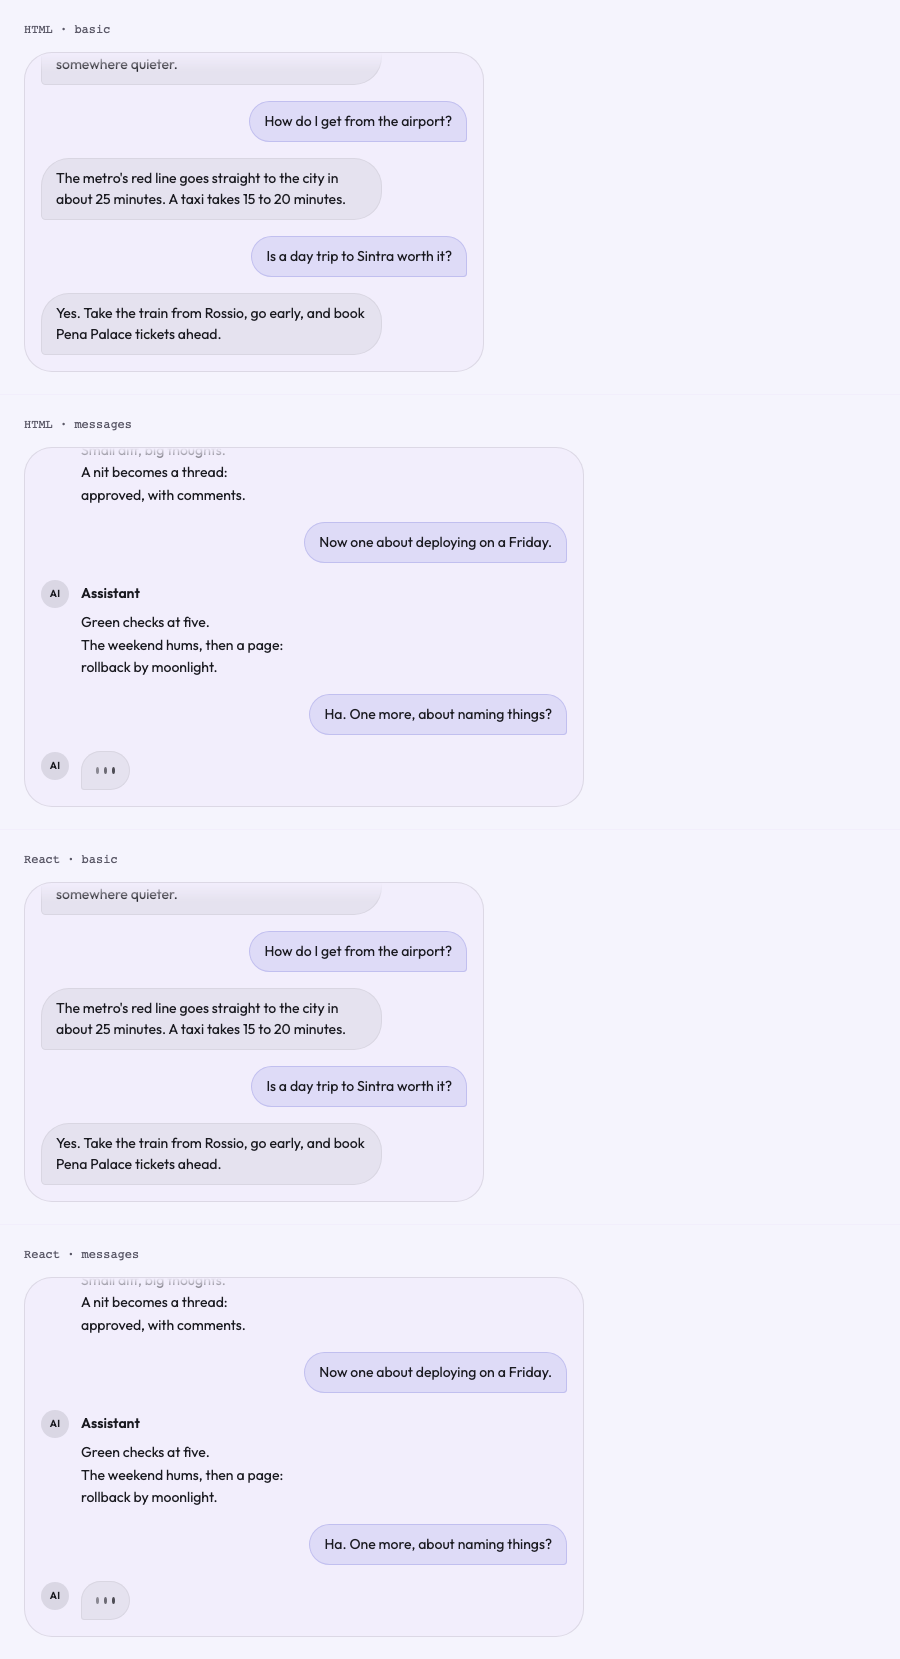 HTML · basic
somewhere quieter.
How do I get from the airport?
The metro's red line goes straight to the city in
about 25 minutes. A taxi takes 15 to 20 minutes.
Is a day trip to Sintra worth it?
Yes. Take the train from Rossio, go early, and book
Pena Palace tickets ahead.
HTML · messages
Small diff, big thoughts.
A nit becomes a thread:
approved, with comments.
Now one about deploying on a Friday.
AI
Assistant
Green checks at five.
The weekend hums, then a page:
rollback by moonlight.
Ha. One more, about naming things?
AI
React · basic
somewhere quieter.
How do I get from the airport?
The metro's red line goes straight to the city in
about 25 minutes. A taxi takes 15 to 20 minutes.
Is a day trip to Sintra worth it?
Yes. Take the train from Rossio, go early, and book
Pena Palace tickets ahead.
React · messages
Small diff, big thoughts.
A nit becomes a thread:
approved, with comments.
Now one about deploying on a Friday.
AI
Assistant
Green checks at five.
The weekend hums, then a page:
rollback by moonlight.
Ha. One more, about naming things?
AI